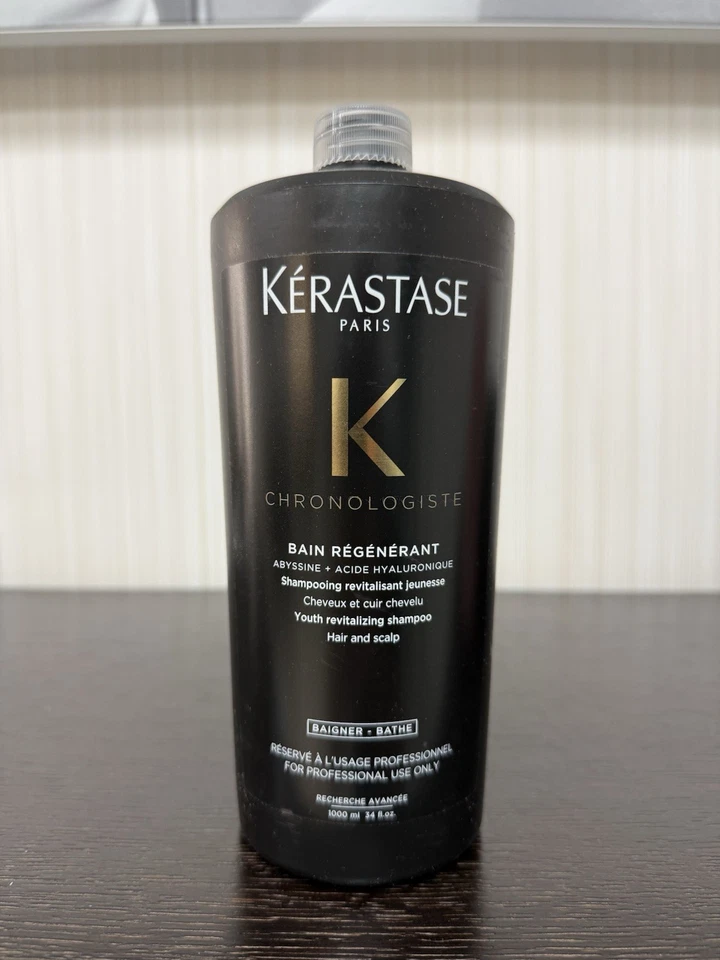 KÉRASTASE
PARIS
K
CHRONOLOGISTE
BAIN RÉGÉNÉRANT
ABYSSINE + ACIDE HYALURONIQUE
Shampooing revitalisant jeunesse
Cheveux et cuir chevelu
Youth revitalizing shampoo
Hair and scalp
BAIGNER - BATHE
RÉSERVÉ À L'USAGE PROFESSIONNEL
FOR PROFESSIONAL USE ONLY
RECHERCHE AVANCÉE
1000 ml 34 fl.oz.